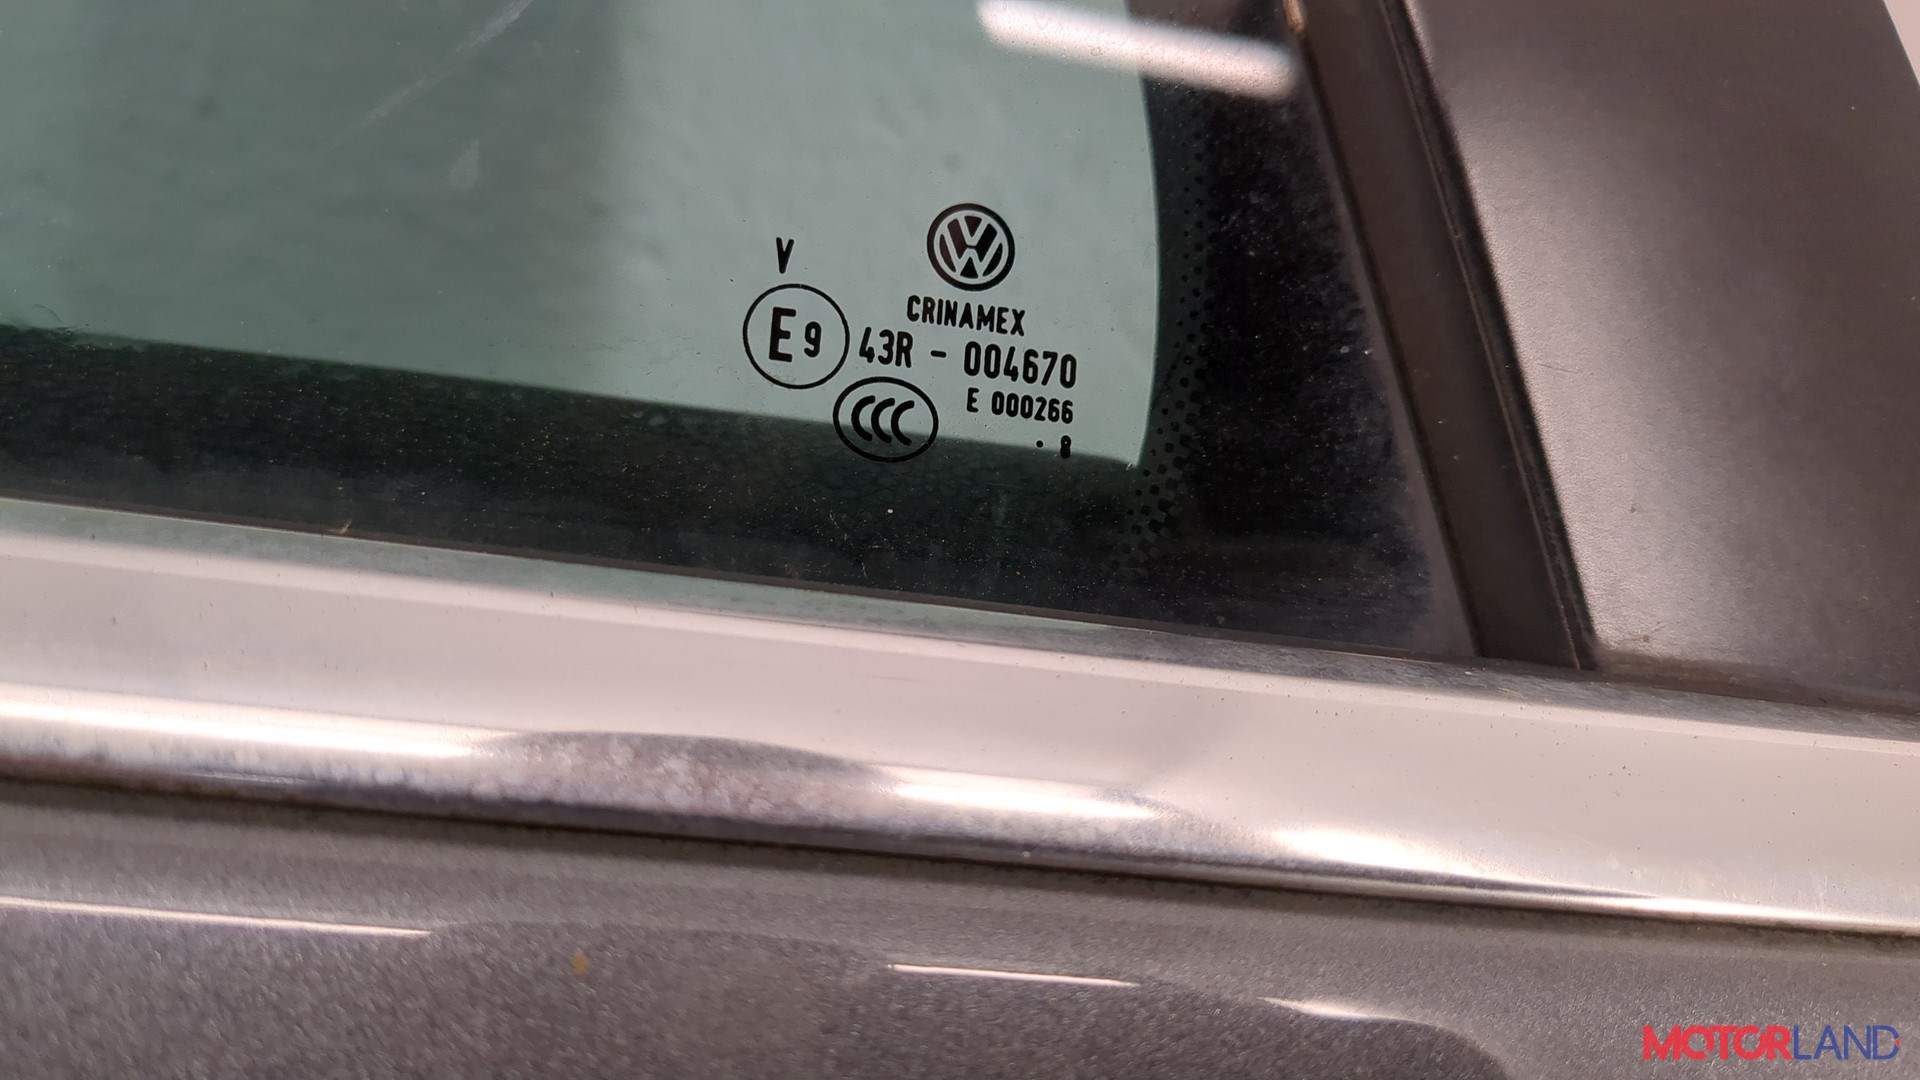 V
CRINAMEX
E9 43R - 004670
CCC E 000266
. 8
MOTORLAND